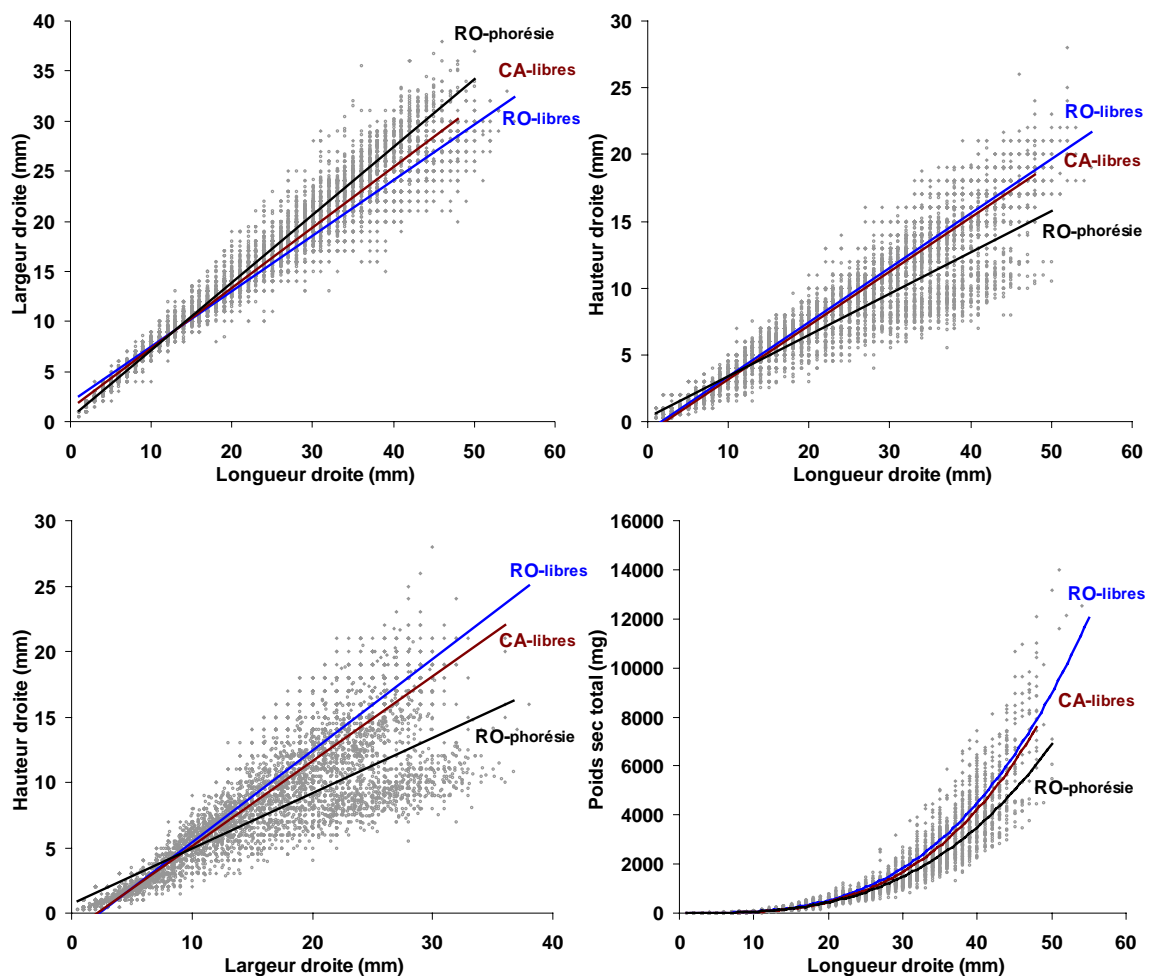 40
35
30
25
20
15
10
5
0
Largeur droite (mm)
RO-phorésie
CA-libres
RO-libres
0 10 20 30 40 50 60
Longueur droite (mm)
30
25
20
15
10
5
0
Hauteur droite (mm)
RO-libres
CA-libres
RO-phorésie
0 10 20 30 40 50 60
Longueur droite (mm)
30
25
20
15
10
5
0
Hauteur droite (mm)
RO-libres
CA-libres
RO-phorésie
0 10 20 30 40
Largeur droite (mm)
16000
14000
12000
10000
8000
6000
4000
2000
0
Poids sec total (mg)
RO-libres
CA-libres
RO-phorésie
0 10 20 30 40 50 60
Longueur droite (mm)